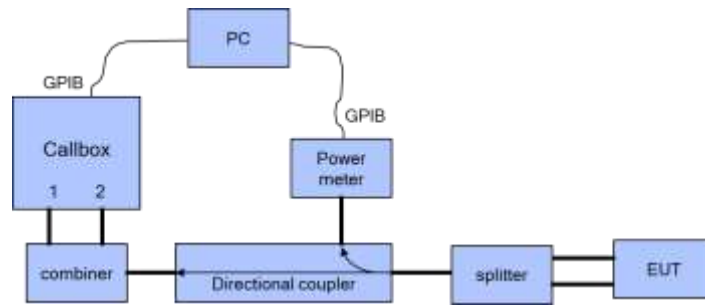 PC
GPIB
GPIB
Callbox
Power
meter
1 2
combiner
Directional coupler
splitter
EUT